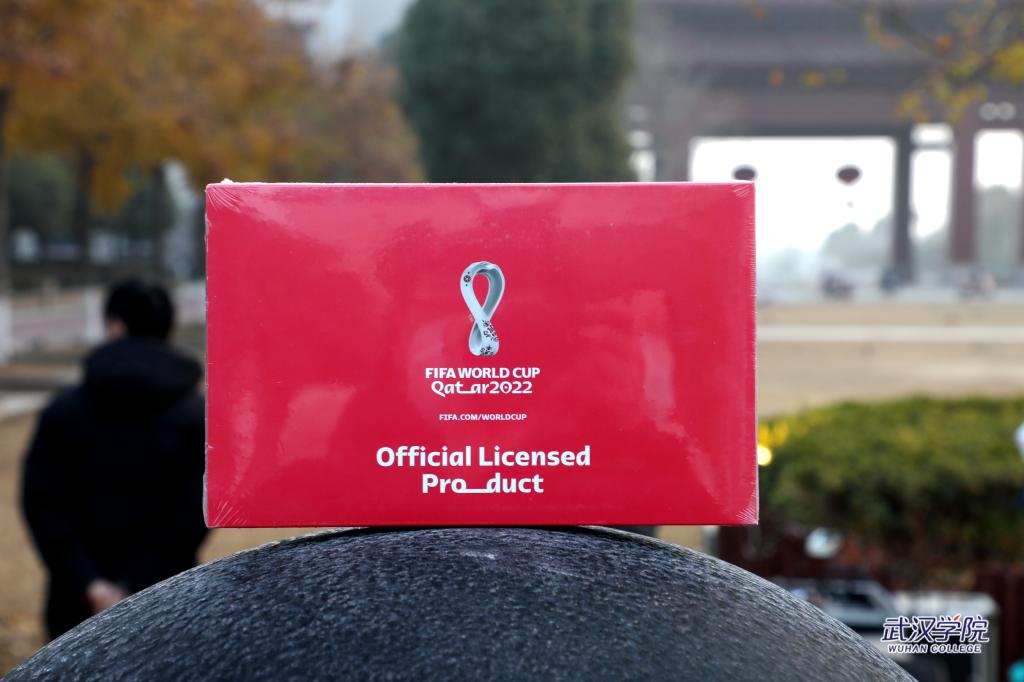 FIFA WORLD CUP
Qatar2022
FIFA.COM/WORLDCUP
Official Licensed
Product
武汉学院
WUHAN COLLEGE